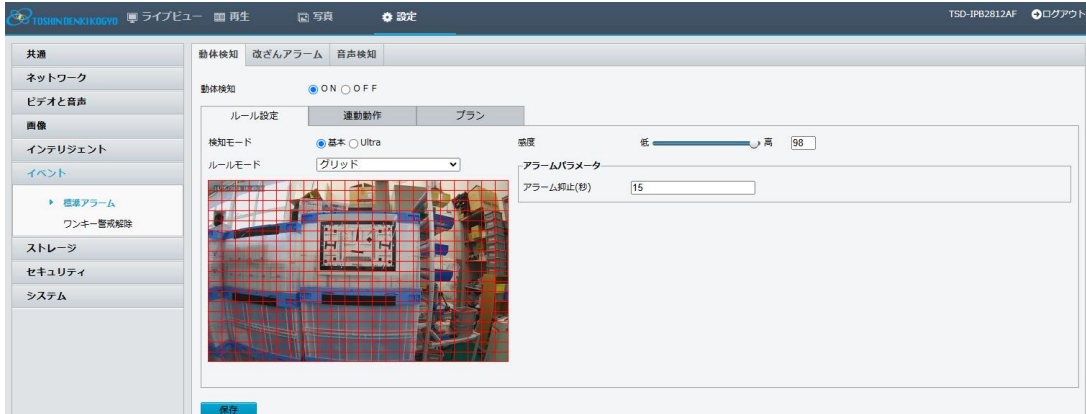 TOSHIN DENKI KOGYO ライブビュー 再生 写真 設定 TSD-IPB2812AF ログアウト
共通
ネットワーク
ビデオと音声
画像
インテリジェント
イベント
標準アラーム
ワンキー警戒解除
ストレージ
セキュリティ
システム
動体検知 改ざんアラーム 音声検知
動体検知 ON OFF
ルール設定 連動動作 プラン
検知モード 基本 Ultra
ルールモード グリッド
感度 低 高 98
アラームパラメータ
アラーム抑止(秒) 15
保存